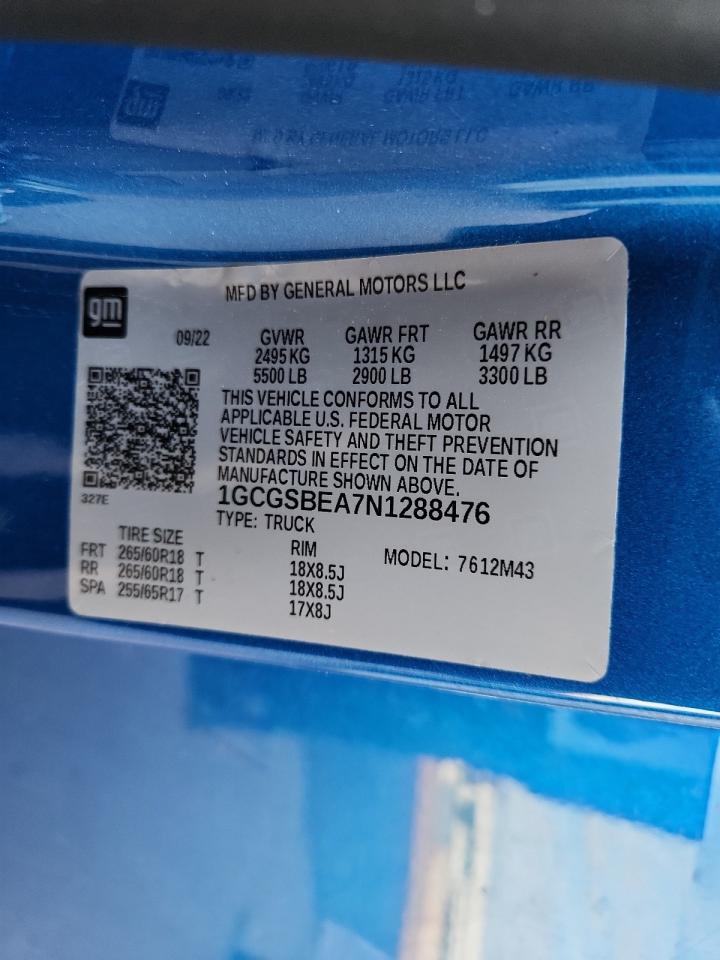 gm
MFD BY GENERAL MOTORS LLC
09/22 GVWR GAWR FRT GAWR RR
2495 KG 1315 KG 1497 KG
5500 LB 2900 LB 3300 LB
THIS VEHICLE CONFORMS TO ALL
APPLICABLE U.S. FEDERAL MOTOR
VEHICLE SAFETY AND THEFT PREVENTION
STANDARDS IN EFFECT ON THE DATE OF
MANUFACTURE SHOWN ABOVE.
327E
1GCGSBEA7N1288476
TYPE: TRUCK
TIRE SIZE RIM MODEL: 7612M43
FRT 265/60R18 T 18X8.5J
RR 265/60R18 T 18X8.5J
SPA 255/65R17 T 17X8J